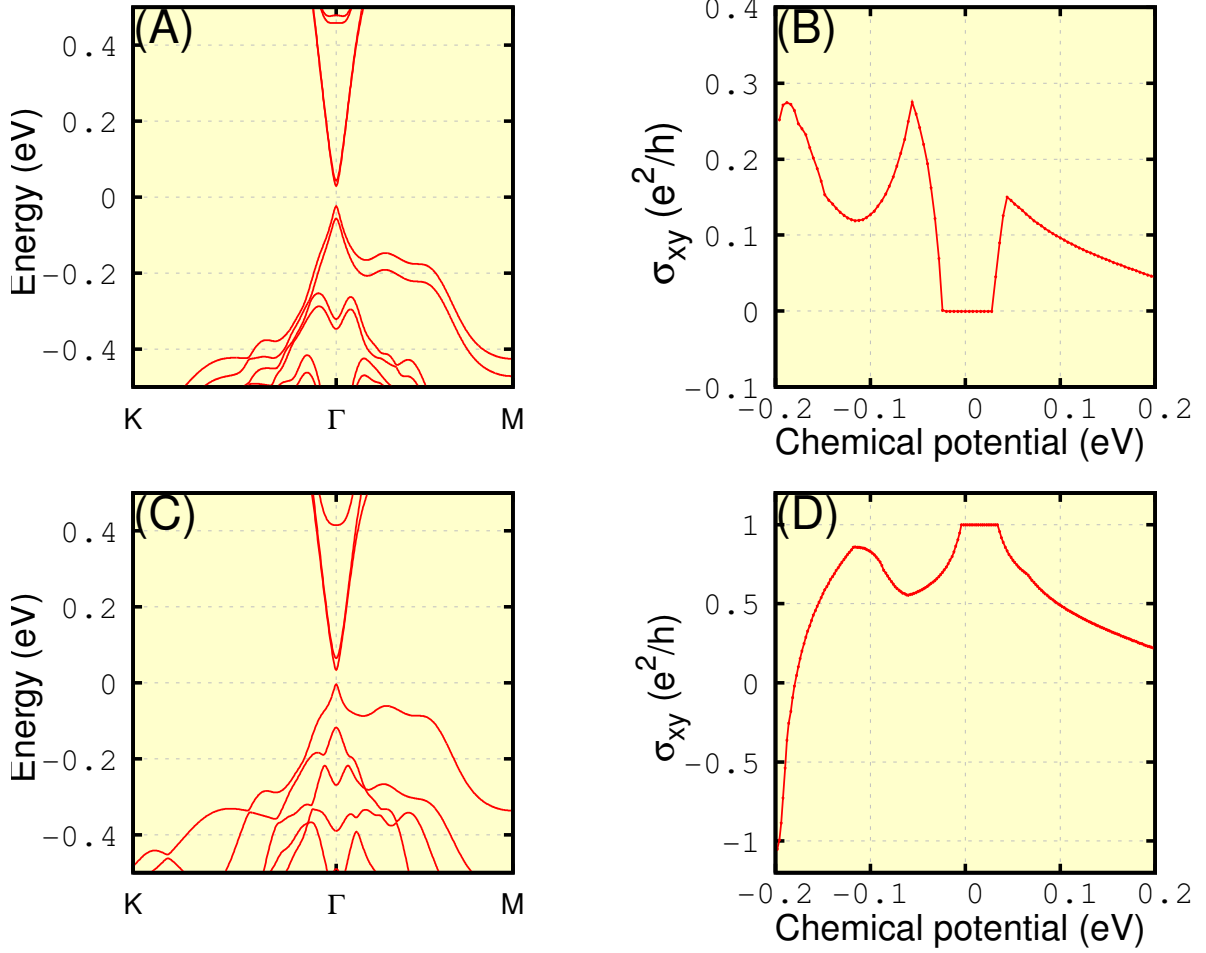 (A)
Energy (eV)
0.4
0.2
0
−0.2
−0.4
K Γ M
(B)
σxy (e2/h)
0.4
0.3
0.2
0.1
0
−0.1
−0.2 −0.1 0 0.1 0.2
Chemical potential (eV)
(C)
Energy (eV)
0.4
0.2
0
−0.2
−0.4
K Γ M
(D)
σxy (e2/h)
1
0.5
0
−0.5
−1
−0.2 −0.1 0 0.1 0.2
Chemical potential (eV)